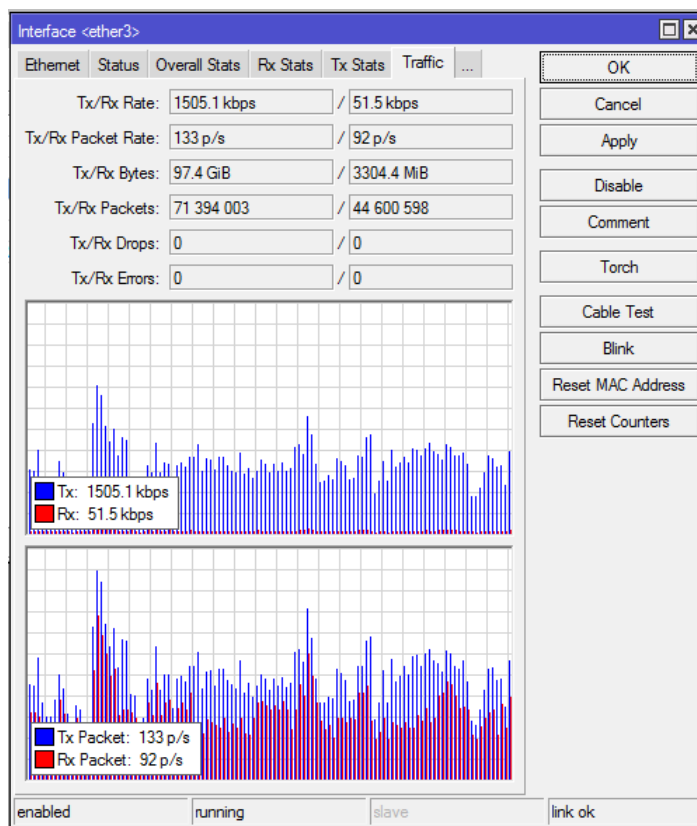 Interface <ether3>
Ethernet Status Overall Stats Rx Stats Tx Stats Traffic ...
Tx/Rx Rate: 1505.1 kbps / 51.5 kbps
Tx/Rx Packet Rate: 133 p/s / 92 p/s
Tx/Rx Bytes: 97.4 GiB / 3304.4 MiB
Tx/Rx Packets: 71 394 003 / 44 600 598
Tx/Rx Drops: 0 / 0
Tx/Rx Errors: 0 / 0
Tx: 1505.1 kbps
Rx: 51.5 kbps
Tx Packet: 133 p/s
Rx Packet: 92 p/s
OK
Cancel
Apply
Disable
Comment
Torch
Cable Test
Blink
Reset MAC Address
Reset Counters
enabled running slave link ok